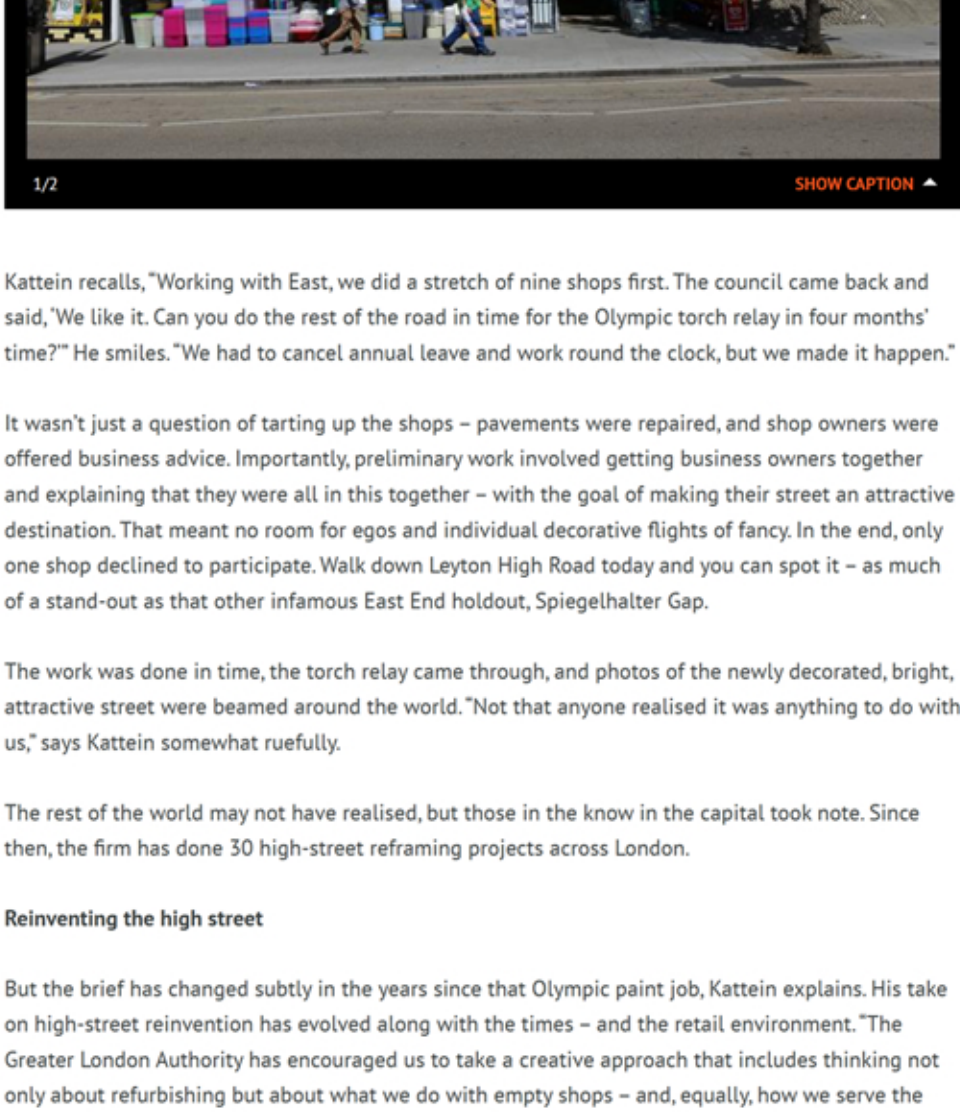 1/2
SHOW CAPTION
Kattein recalls, “Working with East, we did a stretch of nine shops first. The council came back and
said, ‘We like it. Can you do the rest of the road in time for the Olympic torch relay in four months’
time?’” He smiles. “We had to cancel annual leave and work round the clock, but we made it happen.”
It wasn’t just a question of tarting up the shops – pavements were repaired, and shop owners were
offered business advice. Importantly, preliminary work involved getting business owners together
and explaining that they were all in this together – with the goal of making their street an attractive
destination. That meant no room for egos and individual decorative flights of fancy. In the end, only
one shop declined to participate. Walk down Leyton High Road today and you can spot it – as much
of a stand-out as that other infamous East End holdout, Spiegelhalter Gap.
The work was done in time, the torch relay came through, and photos of the newly decorated, bright,
attractive street were beamed around the world. “Not that anyone realised it was anything to do with
us,” says Kattein somewhat ruefully.
The rest of the world may not have realised, but those in the know in the capital took note. Since
then, the firm has done 30 high-street reframing projects across London.
Reinventing the high street
But the brief has changed subtly in the years since that Olympic paint job, Kattein explains. His take
on high-street reinvention has evolved along with the times – and the retail environment. “The
Greater London Authority has encouraged us to take a creative approach that includes thinking not
only about refurbishing but about what we do with empty shops – and, equally, how we serve the